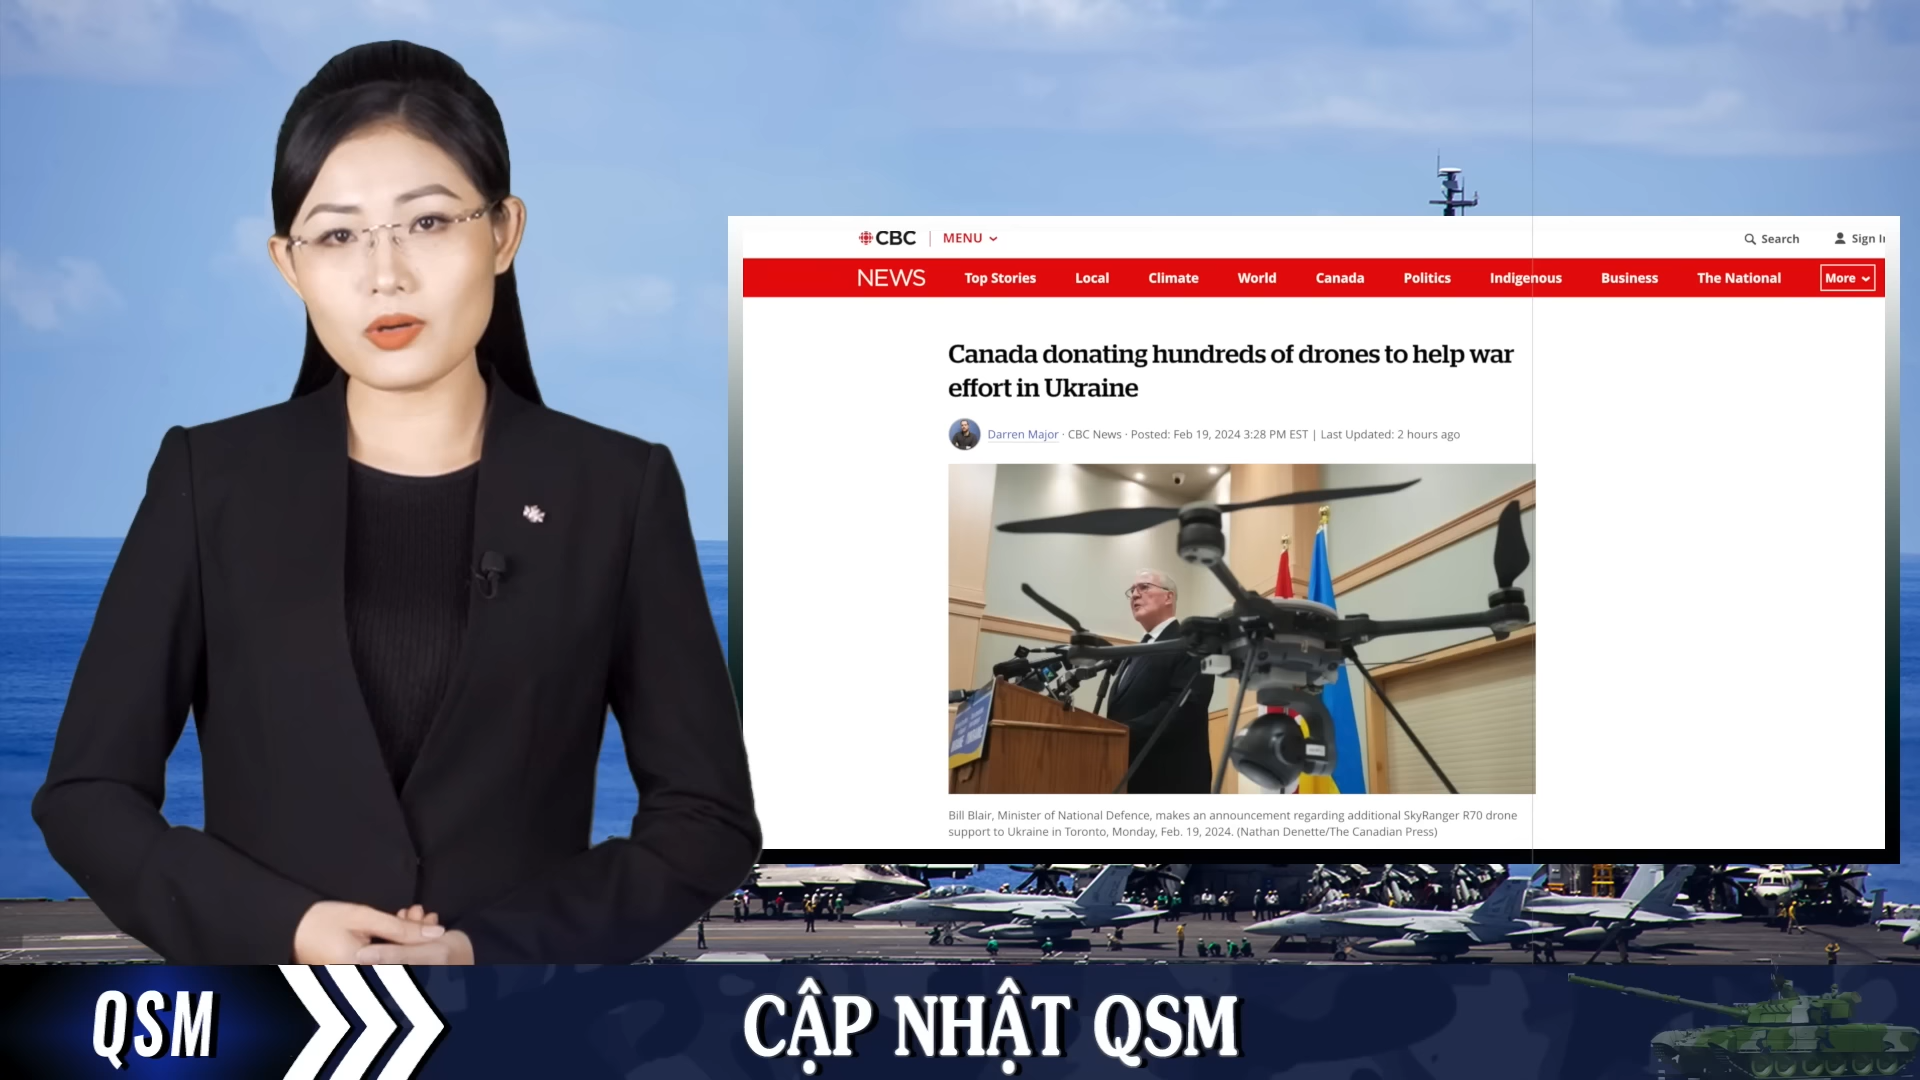 CBC | MENU
Search
Sign I
NEWS Top Stories Local Climate World Canada Politics Indigenous Business The National More
Canada donating hundreds of drones to help war
effort in Ukraine
Darren Major · CBC News · Posted: Feb 19, 2024 3:28 PM EST | Last Updated: 2 hours ago
Bill Blair, Minister of National Defence, makes an announcement regarding additional SkyRanger R70 drone
support to Ukraine in Toronto, Monday, Feb. 19, 2024. (Nathan Denette/The Canadian Press)
QSM
CẬP NHẬT QSM